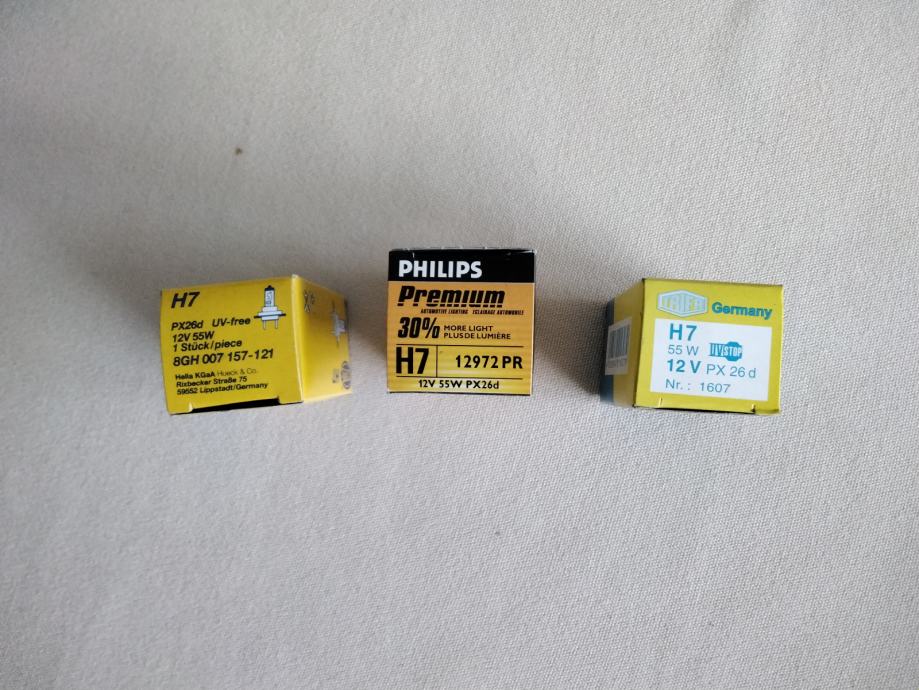 H7
PX26d UV-free
12V 55W
1 Stück/piece
8GH 007 157-121
Hella KGaA Hueck & Co.
Rixbecker Straße 75
59552 Lippstadt/Germany
PHILIPS
Premium
AUTOMOTIVE LIGHTING ECLAIRAGE AUTOMOBILE
30% MORE LIGHT
PLUS DE LUMIÈRE
H7 12972 PR
12V 55W PX26d
TRIFA Germany
H7
55 W UV STOP
12 V PX 26 d
Nr.: 1607